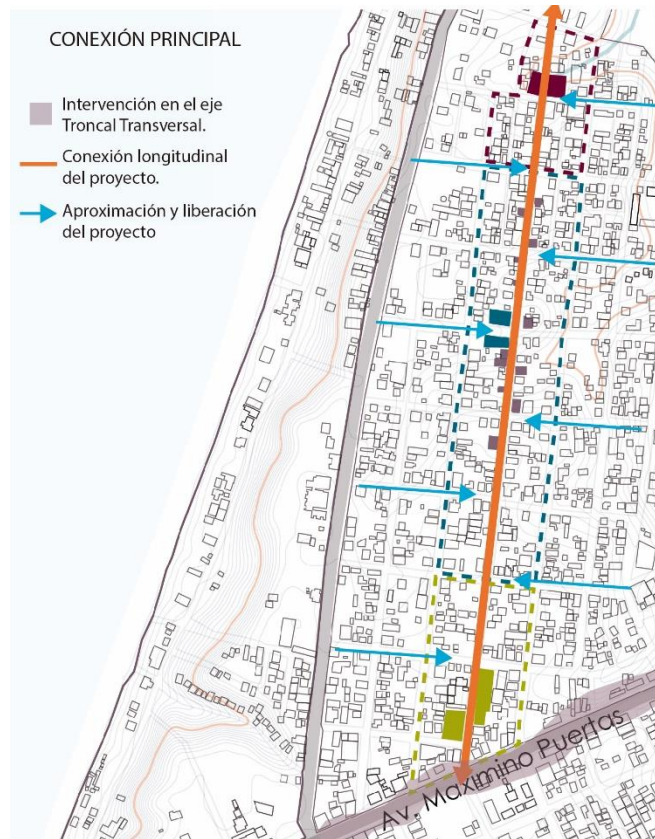 CONEXIÓN PRINCIPAL
Intervención en el eje
Troncal Transversal.
Conexión longitudinal
del proyecto.
Aproximación y liberación
del proyecto
Av. Maximino Puertas